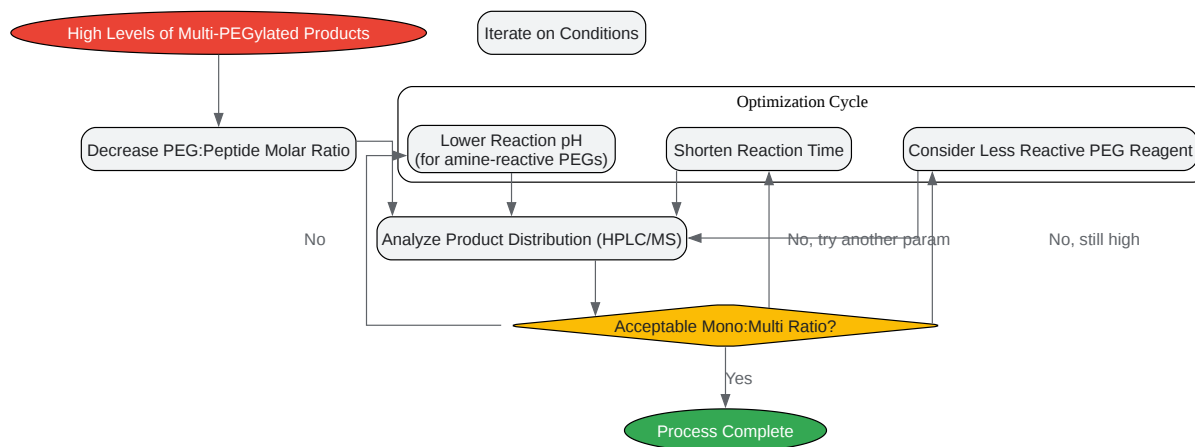 High Levels of Multi-PEGylated Products
Iterate on Conditions
Optimization Cycle
Decrease PEG:Peptide Molar Ratio
Lower Reaction pH
(for amine-reactive PEGs)
Shorten Reaction Time
Consider Less Reactive PEG Reagent
Analyze Product Distribution (HPLC/MS)
No
No, try another param
No, still high
Acceptable Mono:Multi Ratio?
Yes
Process Complete